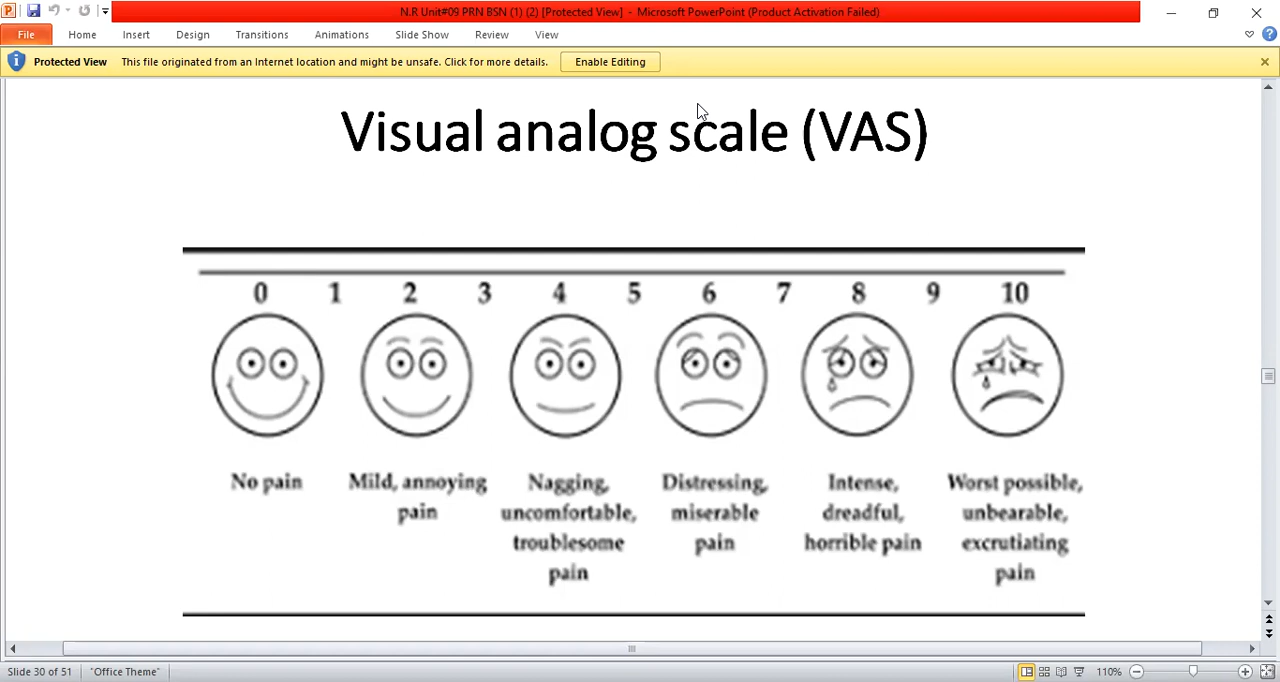 N.R Unit#09 PRN BSN (1) (2) [Protected View] - Microsoft PowerPoint (Product Activation Failed)
File Home Insert Design Transitions Animations Slide Show Review View
Protected View This file originated from an Internet location and might be unsafe. Click for more details. Enable Editing
Visual analog scale (VAS)
0 1 2 3 4 5 6 7 8 9 10
No pain
Mild, annoying
pain
Nagging,
uncomfortable,
troublesome
pain
Distressing,
miserable
pain
Intense,
dreadful,
horrible pain
Worst possible,
unbearable,
excrutiating
pain
Slide 30 of 51 "Office Theme" 110%